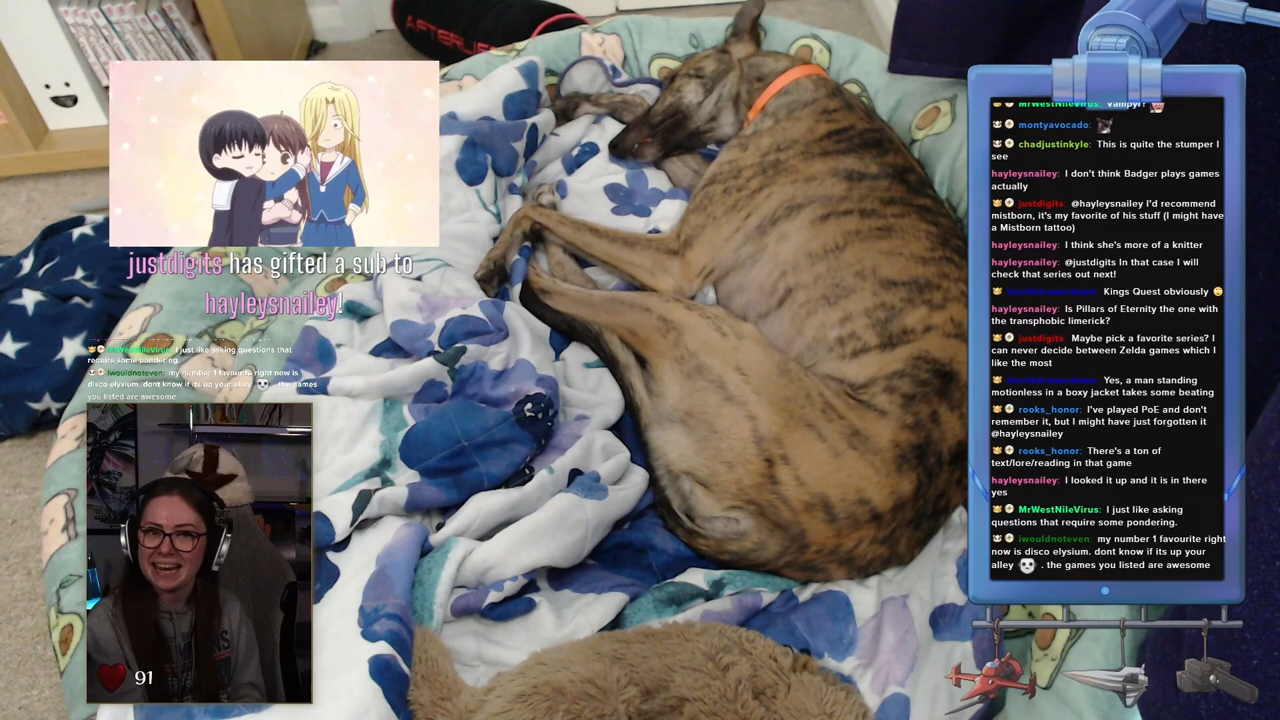 AFTERLIFE
justdigits has gifted a sub to
hayleysnailey!
MrWestNileVirus: I just like asking questions that
require some pondering.
iwouldnoteven: my number 1 favourite right now is
disco elysium. dont know if its up your alley . the games
you listed are awesome
91
MrWestNileVirus: Vampyr?
montyavocado:
chadjustinkyle: This is quite the stumper I
see
hayleysnailey: I don't think Badger plays games
actually
justdigits: @hayleysnailey I'd recommend
mistborn, it's my favorite of his stuff (I might have
a Mistborn tattoo)
hayleysnailey: I think she's more of a knitter
hayleysnailey: @justdigits In that case I will
check that series out next!
Kings Quest obviously
hayleysnailey: Is Pillars of Eternity the one with
the transphobic limerick?
justdigits: Maybe pick a favorite series? I
can never decide between Zelda games which I
like the most
Yes, a man standing
motionless in a boxy jacket takes some beating
rooks_honor: I've played PoE and don't
remember it, but I might have just forgotten it
@hayleysnailey
rooks_honor: There's a ton of
text/lore/reading in that game
hayleysnailey: I looked it up and it is in there
yes
MrWestNileVirus: I just like asking
questions that require some pondering.
iwouldnoteven: my number 1 favourite right
now is disco elysium. dont know if its up your
alley . the games you listed are awesome